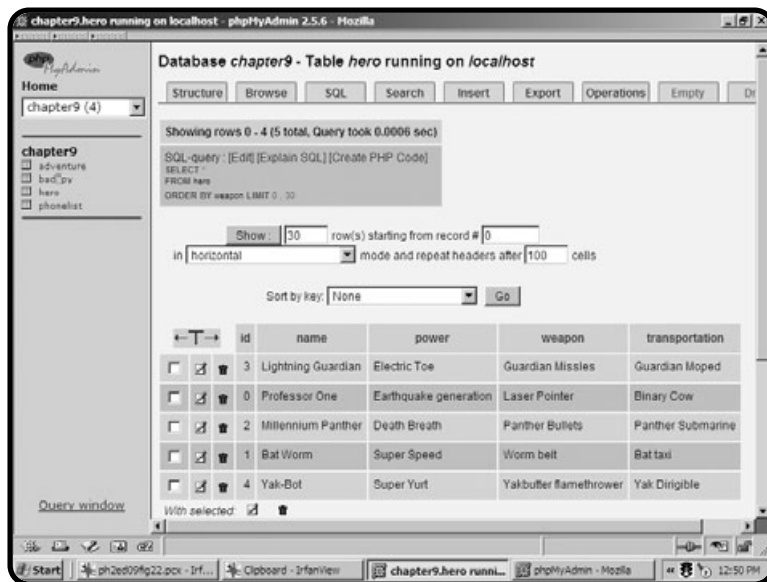 chapter9.hero running on localhost - phpMyAdmin 2.5.6 - Mozilla
php
MyAdmin
Home
chapter9 (4)
chapter9
adventure
hero
phonelist
Query window
Database chapter9 - Table hero running on localhost
Structure Browse SQL Search Insert Export Operations Empty Dr
Showing rows 0 - 4 (5 total, Query took 0.0006 sec)
SQL-query : [Edit] [Explain SQL] [Create PHP Code]
SELECT *
FROM hero
ORDER BY weapon LIMIT 0 , 30
Show : 30 row(s) starting from record # 0
in horizontal mode and repeat headers after 100 cells
Sort by key: None Go
←T→ id name power weapon transportation
3 Lightning Guardian Electric Toe Guardian Missles Guardian Moped
0 Professor One Earthquake generation Laser Pointer Binary Cow
2 Millennium Panther Death Breath Panther Bullets Panther Submarine
1 Bat Worm Super Speed Worm belt Bat taxi
4 Yak-Bot Super Yurt Yakbutter flamethrower Yak Dirigible
With selected:
Start ph2ed09fig22.pcx - Irf... Clipboard - IrfanView chapter9.hero runni... phpMyAdmin - Mozilla 12:50 PM